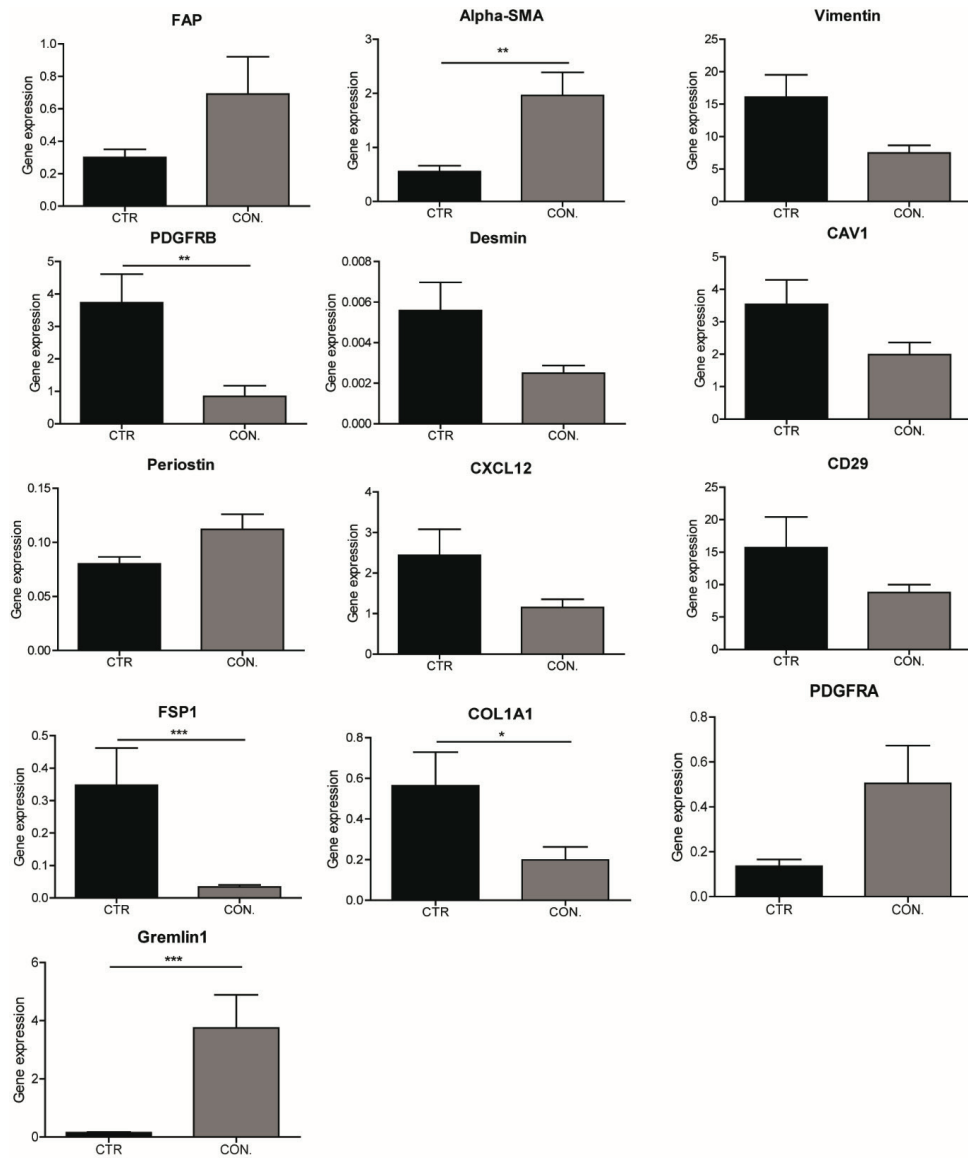 FAP
Gene expression
1.0
0.8
0.6
0.4
0.2
0.0
CTR
CON.
Alpha-SMA
Gene expression
3
2
1
0
**
CTR
CON.
Vimentin
Gene expression
25
20
15
10
5
0
CTR
CON.
PDGFRB
Gene expression
5
4
3
2
1
0
**
CTR
CON.
Desmin
Gene expression
0.008
0.006
0.004
0.002
0.000
CTR
CON.
CAV1
Gene expression
5
4
3
2
1
0
CTR
CON.
Periostin
Gene expression
0.15
0.10
0.05
0.00
CTR
CON.
CXCL12
Gene expression
4
3
2
1
0
CTR
CON.
CD29
Gene expression
25
20
15
10
5
0
CTR
CON.
FSP1
Gene expression
0.5
0.4
0.3
0.2
0.1
0.0
***
CTR
CON.
COL1A1
Gene expression
0.8
0.6
0.4
0.2
0.0
*
CTR
CON.
PDGFRA
Gene expression
0.8
0.6
0.4
0.2
0.0
CTR
CON.
Gremlin1
Gene expression
6
4
2
0
***
CTR
CON.